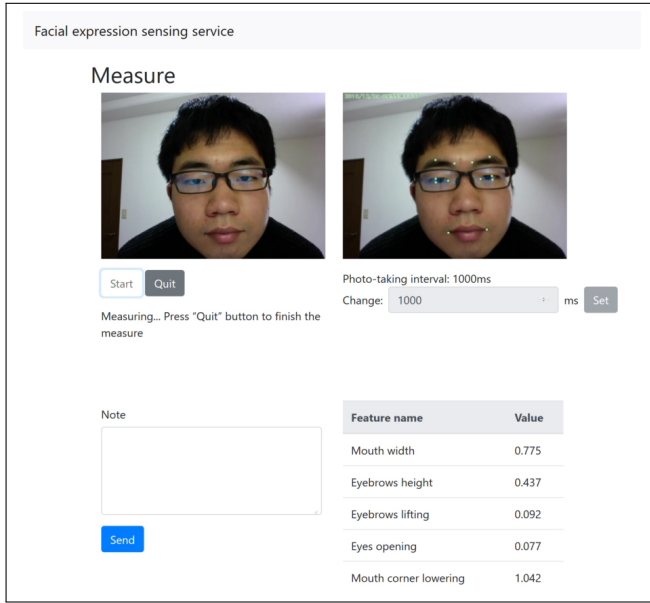 Facial expression sensing service
Measure
Start
Quit
Measuring... Press “Quit” button to finish the
measure
Photo-taking interval: 1000ms
Change: 1000 ms Set
Note
Send
Feature name Value
Mouth width 0.775
Eyebrows height 0.437
Eyebrows lifting 0.092
Eyes opening 0.077
Mouth corner lowering 1.042